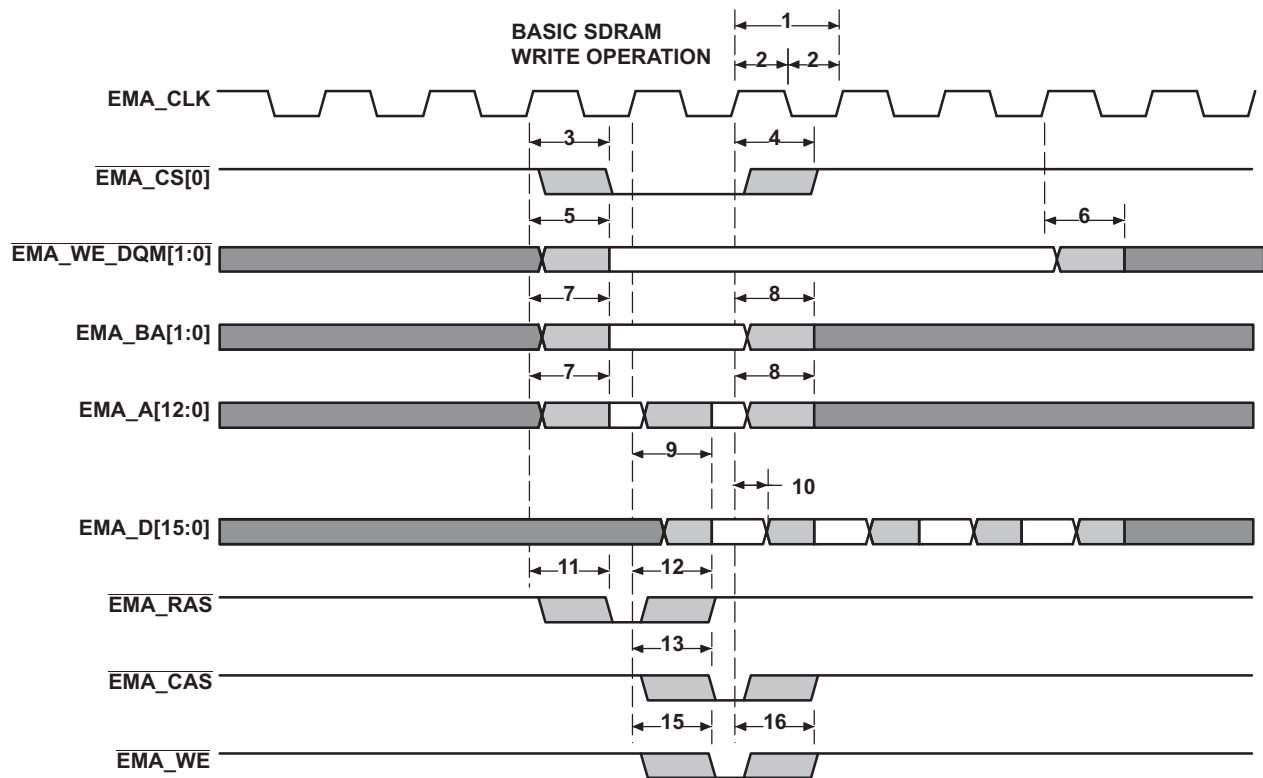 BASIC SDRAM
WRITE OPERATION
1
2 2
EMA_CLK
3 4
EMA_CS[0]
5 6
EMA_WE_DQM[1:0]
7 8
EMA_BA[1:0]
7 8
EMA_A[12:0]
9
10
EMA_D[15:0]
11 12
EMA_RAS
13
EMA_CAS
15 16
EMA_WE